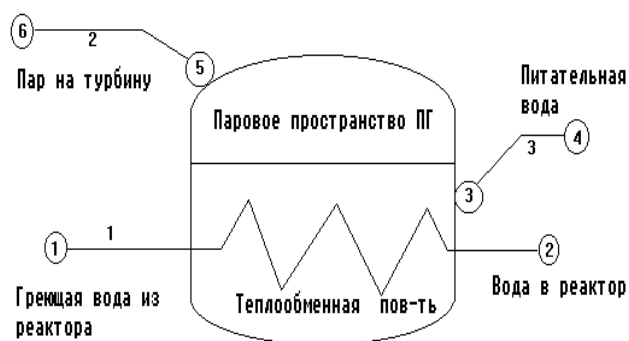 6
2
5
Пар на турбину
Питательная
вода
Паровое пространство ПГ
4
3
3
1
1
2
Греющая вода из
реактора
Теплообменная пов-ть
Вода в реактор